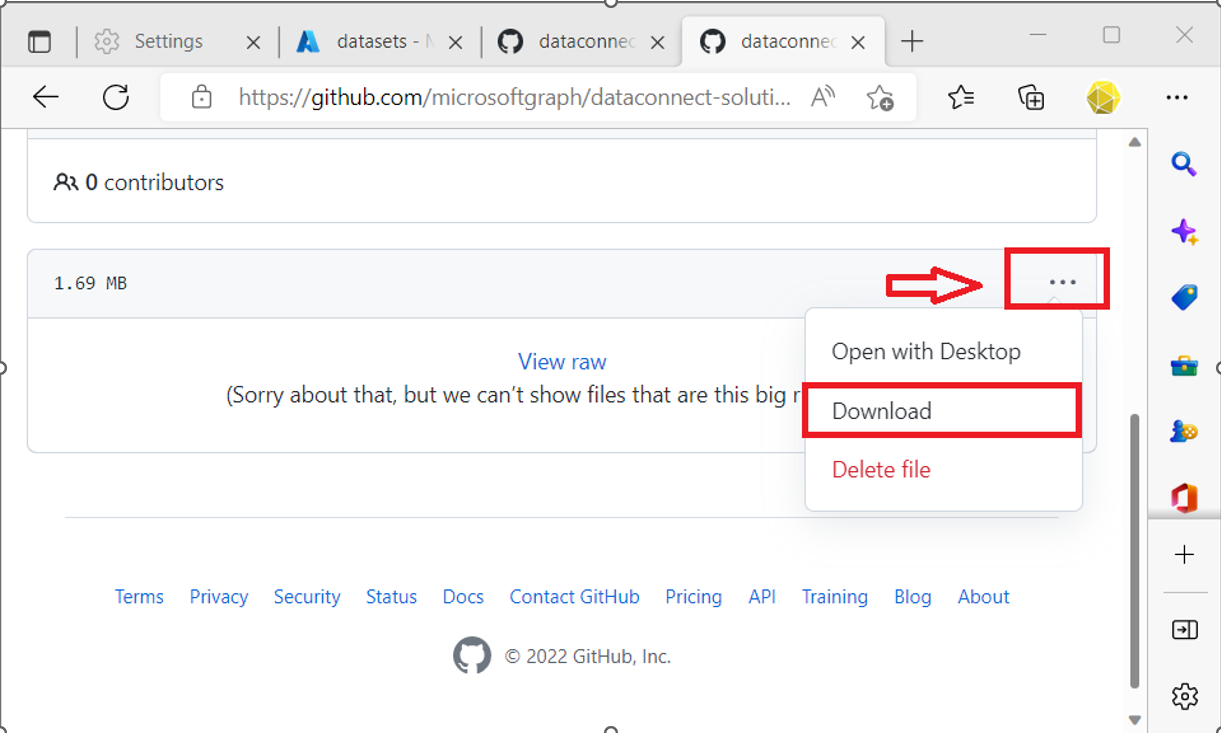 Settings
datasets -
dataconnec
dataconnec
https://github.com/microsoftgraph/dataconnect-soluti...
0 contributors
1.69 MB
Open with Desktop
View raw
(Sorry about that, but we can't show files that are this big
Download
Delete file
Terms Privacy Security Status Docs Contact GitHub Pricing API Training Blog About
© 2022 GitHub, Inc.